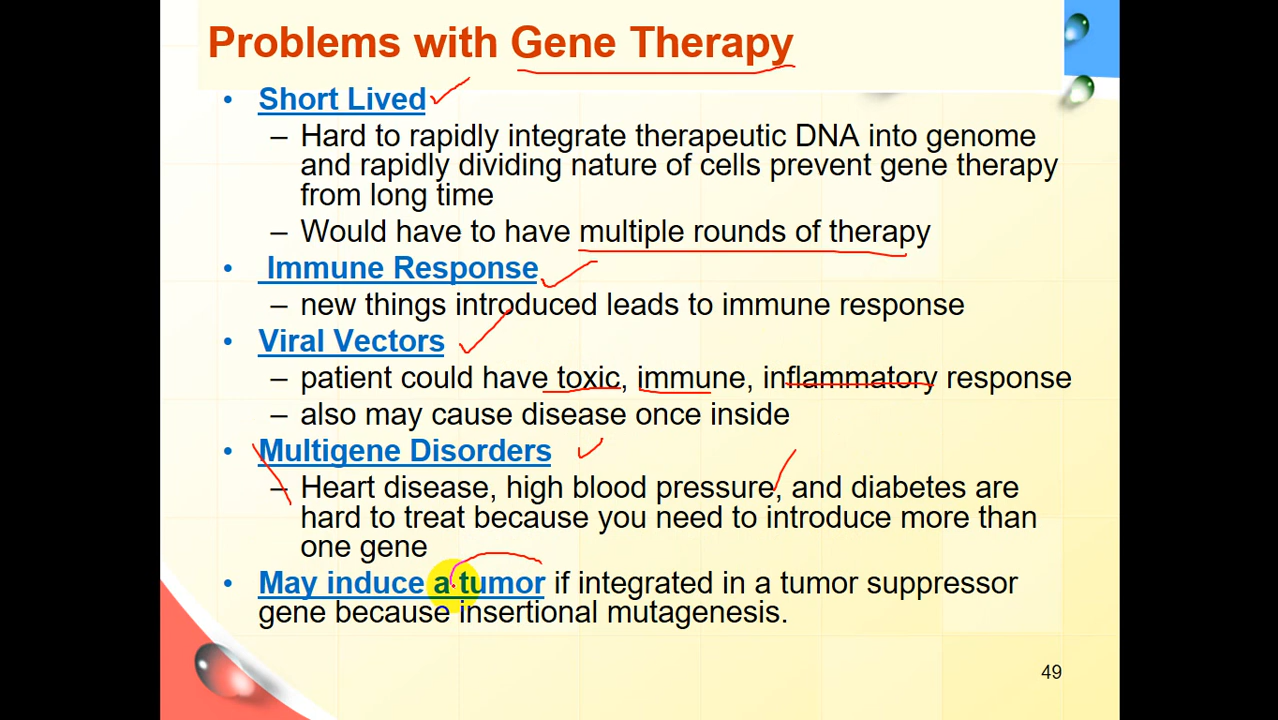 Problems with Gene Therapy
• Short Lived
– Hard to rapidly integrate therapeutic DNA into genome
and rapidly dividing nature of cells prevent gene therapy
from long time
– Would have to have multiple rounds of therapy
• Immune Response
– new things introduced leads to immune response
• Viral Vectors
– patient could have toxic, immune, inflammatory response
– also may cause disease once inside
• Multigene Disorders
– Heart disease, high blood pressure, and diabetes are
hard to treat because you need to introduce more than
one gene
• May induce a tumor if integrated in a tumor suppressor
gene because insertional mutagenesis.
49